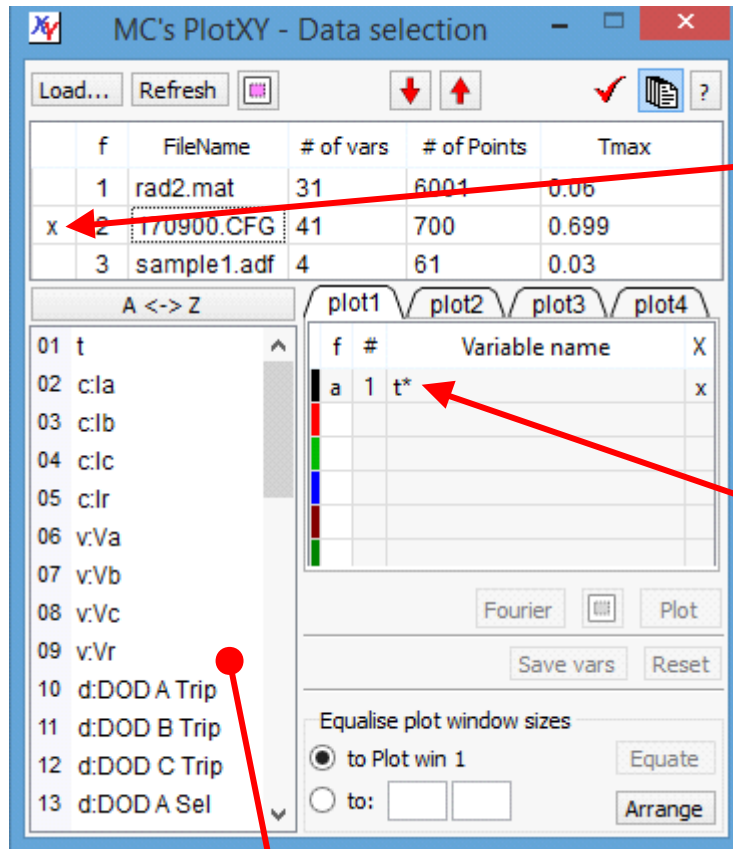 MC's PlotXY - Data selection
Load... Refresh ?
f FileName # of vars # of Points Tmax
1 rad2.mat 31 6001 0.06
x 2 170900.CFG 41 700 0.699
3 sample1.adf 4 61 0.03
A <-> Z plot1 plot2 plot3 plot4
f # Variable name X
a 1 t* x
01 t
02 c:Ia
03 c:Ib
04 c:Ic
05 c:Ir
06 v:Va
07 v:Vb
08 v:Vc
09 v:Vr
10 d:DOD A Trip
11 d:DOD B Trip
12 d:DOD C Trip
13 d:DOD A Sel
Fourier Plot
Save vars Reset
Equalise plot window sizes
to Plot win 1 Equate
to: Arrange